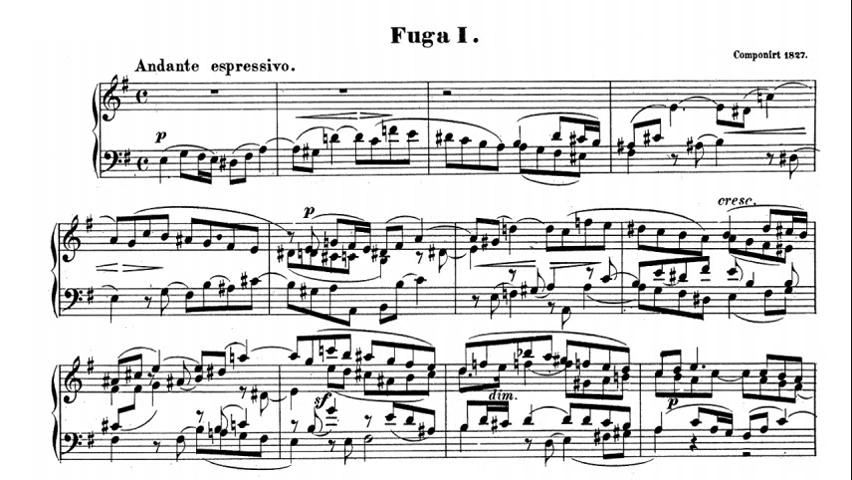 Fuga I.
Componirt 1827.
Andante espressivo.
p
p
cresc.
sf
dim.
p